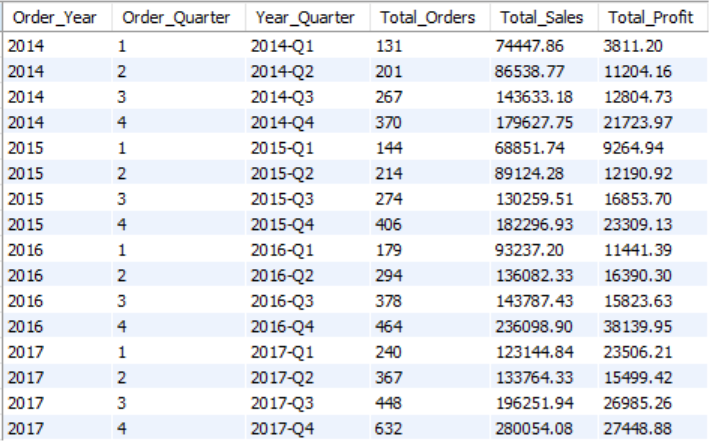 Order_Year Order_Quarter Year_Quarter Total_Orders Total_Sales Total_Profit
2014 1 2014-Q1 131 74447.86 3811.20
2014 2 2014-Q2 201 86538.77 11204.16
2014 3 2014-Q3 267 143633.18 12804.73
2014 4 2014-Q4 370 179627.75 21723.97
2015 1 2015-Q1 144 68851.74 9264.94
2015 2 2015-Q2 214 89124.28 12190.92
2015 3 2015-Q3 274 130259.51 16853.70
2015 4 2015-Q4 406 182296.93 23309.13
2016 1 2016-Q1 179 93237.20 11441.39
2016 2 2016-Q2 294 136082.33 16390.30
2016 3 2016-Q3 378 143787.43 15823.63
2016 4 2016-Q4 464 236098.90 38139.95
2017 1 2017-Q1 240 123144.84 23506.21
2017 2 2017-Q2 367 133764.33 15499.42
2017 3 2017-Q3 448 196251.94 26985.26
2017 4 2017-Q4 632 280054.08 27448.88